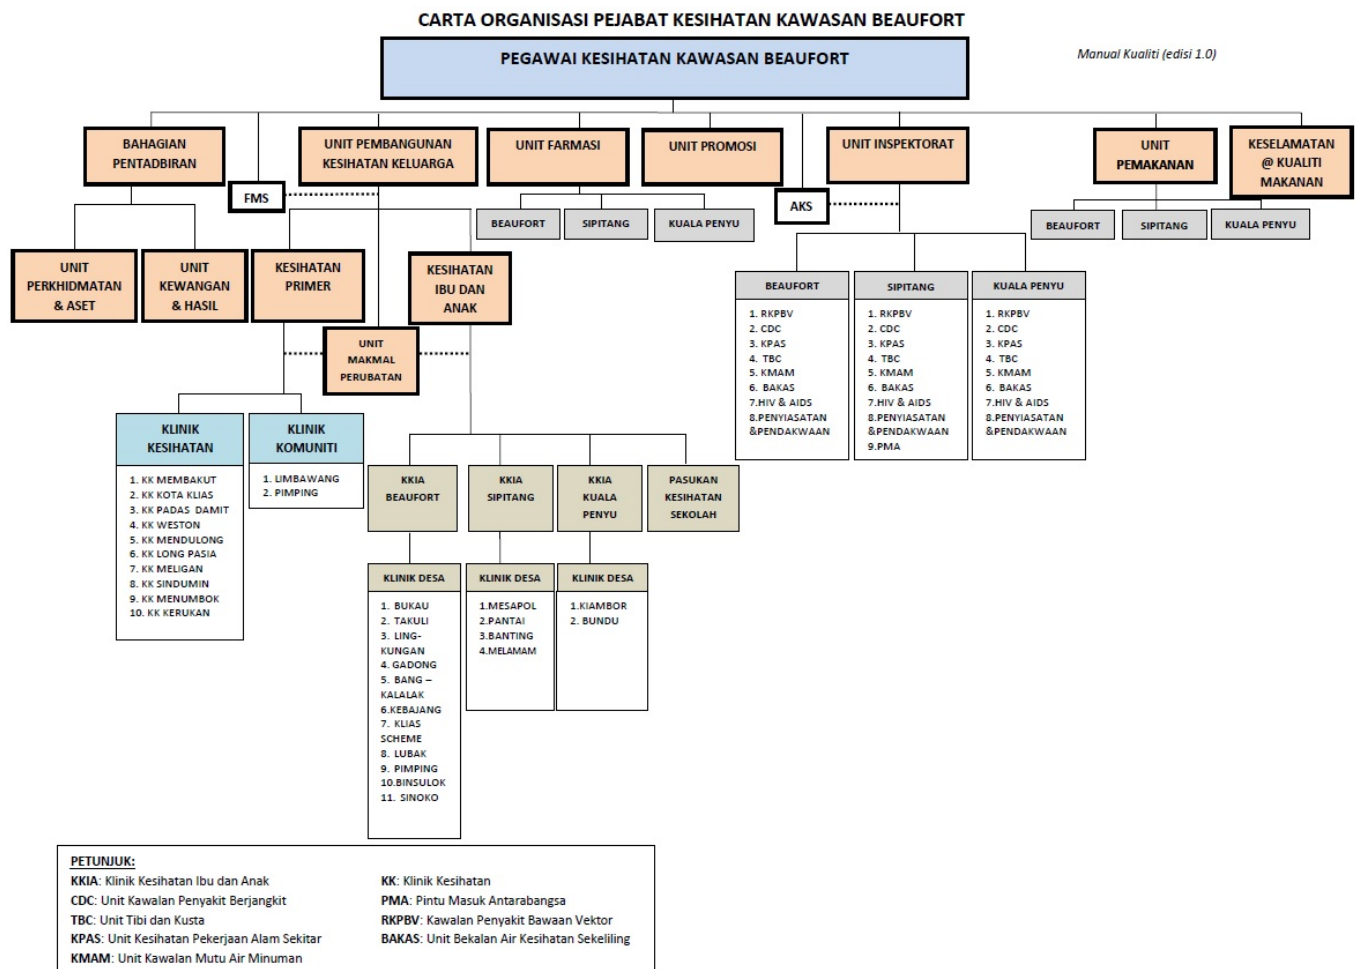 CARTA ORGANISASI PEJABAT KESIHATAN KAWASAN BEAUFORT
PEGAWAI KESIHATAN KAWASAN BEAUFORT
Manual Kualiti (edisi 1.0)
BAHAGIAN
PENTADBIRAN
FMS
UNIT PEMBANGUNAN
KESIHATAN KELUARGA
UNIT FARMASI
UNIT PROMOSI
AKS
UNIT INSPEKTORAT
UNIT
PEMAKANAN
KESELAMATAN
@ KUALITI
MAKANAN
BEAUFORT
SIPITANG
KUALA PENYU
BEAUFORT
SIPITANG
KUALA PENYU
UNIT
PERKHIDMATAN
& ASET
UNIT
KEWANGAN
& HASIL
KESIHATAN
PRIMER
KESIHATAN
IBU DAN
ANAK
UNIT
MAKMAL
PERUBATAN
BEAUFORT
1. RKPBV
2. CDC
3. KPAS
4. TBC
5. KMAM
6. BAKAS
7.HIV & AIDS
8.PENYIASATAN
&PENDAKWAAN
SIPITANG
1. RKPBV
2. CDC
3. KPAS
4. TBC
5. KMAM
6. BAKAS
7.HIV & AIDS
8.PENYIASATAN
&PENDAKWAAN
9.PMA
KUALA PENYU
1. RKPBV
2. CDC
3. KPAS
4. TBC
5. KMAM
6. BAKAS
7.HIV & AIDS
8.PENYIASATAN
&PENDAKWAAN
KLINIK
KESIHATAN
1. KK MEMBAKUT
2. KK KOTA KLIAS
3. KK PADAS DAMIT
4. KK WESTON
5. KK MENDULONG
6. KK LONG PASIA
7. KK MELIGAN
8. KK SINDUMIN
9. KK MENUMBOK
10. KK KERUKAN
KLINIK
KOMUNITI
1. LIMBAWANG
2. PIMPING
KKIA
BEAUFORT
KKIA
SIPITANG
KKIA
KUALA
PENYU
PASUKAN
KESIHATAN
SEKOLAH
KLINIK DESA
1. BUKAU
2. TAKULI
3. LING-
KUNGAN
4. GADONG
5. BANG –
KALALAK
6.KEBAJANG
7. KLIAS
SCHEME
8. LUBAK
9. PIMPING
10.BINSULOK
11. SINOKO
KLINIK DESA
1.MESAPOL
2.PANTAI
3.BANTING
4.MELAMAM
KLINIK DESA
1.KIAMBOR
2. BUNDU
PETUNJUK:
KKIA: Klinik Kesihatan Ibu dan Anak
CDC: Unit Kawalan Penyakit Berjangkit
TBC: Unit Tibi dan Kusta
KPAS: Unit Kesihatan Pekerjaan Alam Sekitar
KMAM: Unit Kawalan Mutu Air Minuman
KK: Klinik Kesihatan
PMA: Pintu Masuk Antarabangsa
RKPBV: Kawalan Penyakit Bawaan Vektor
BAKAS: Unit Bekalan Air Kesihatan Sekeliling